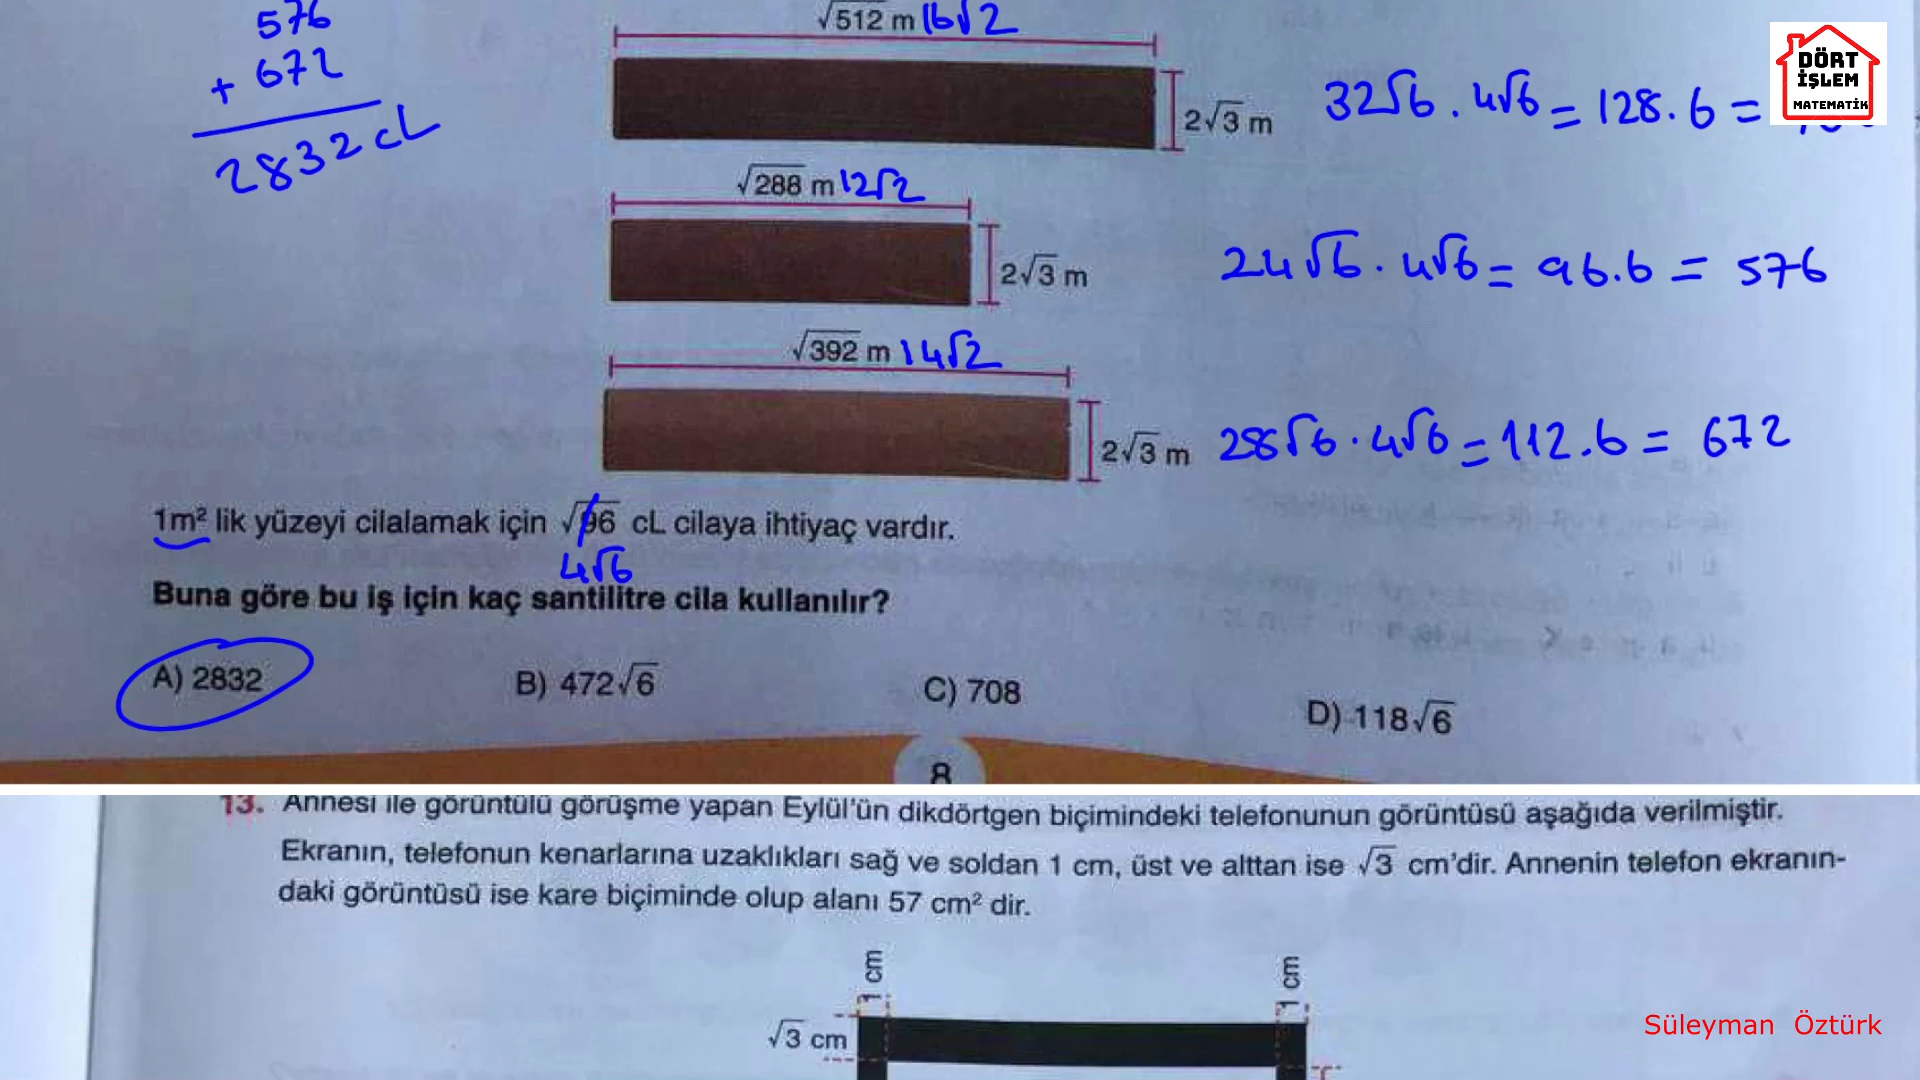 576
+ 672
2832 cL
√512 m 16√2
2√3 m
32√6 . 4√6 = 128 . 6 =
DÖRT
İŞLEM
MATEMATİK
√288 m 12√2
2√3 m
24√6 . 4√6 = 96.6 = 576
√392 m 14√2
2√3 m
28√6 . 4√6 = 112.6 = 672
1m² lik yüzeyi cilalamak için √96 cL cilaya ihtiyaç vardır.
4√6
Buna göre bu iş için kaç santilitre cila kullanılır?
A) 2832
B) 472√6
C) 708
D) 118√6
8
13. Annesi ile görüntülü görüşme yapan Eylül'ün dikdörtgen biçimindeki telefonunun görüntüsü aşağıda verilmiştir.
Ekranın, telefonun kenarlarına uzaklıkları sağ ve soldan 1 cm, üst ve alttan ise √3 cm'dir. Annenin telefon ekranın-
daki görüntüsü ise kare biçiminde olup alanı 57 cm² dir.
1 cm
1 cm
√3 cm
Süleyman Öztürk